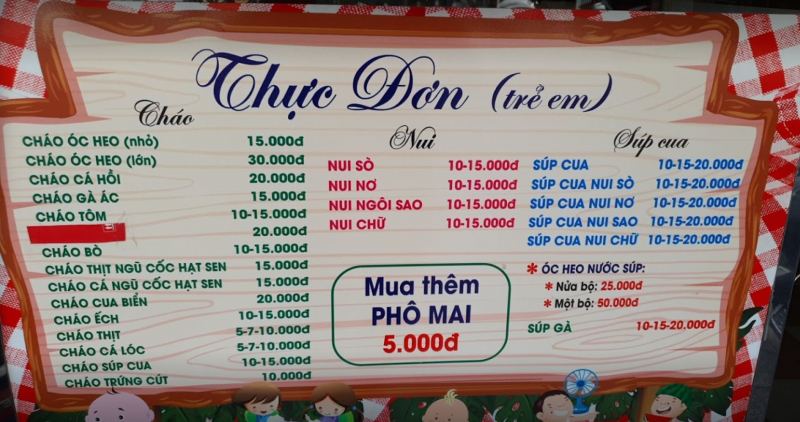 Thực Đơn (trẻ em)
Cháo
CHÁO ÓC HEO (nhỏ) 15.000đ
CHÁO ÓC HEO (lớn) 30.000đ
CHÁO CÁ HỒI 20.000đ
CHÁO GÀ ÁC 15.000đ
CHÁO TÔM 10-15.000đ
20.000đ
CHÁO BÒ 10-15.000đ
CHÁO THỊT NGŨ CỐC HẠT SEN 15.000đ
CHÁO CÁ NGŨ CỐC HẠT SEN 15.000đ
CHÁO CUA BIỂN 20.000đ
CHÁO ẾCH 10-15.000đ
CHÁO THỊT 5-7-10.000đ
CHÁO CÁ LÓC 5-7-10.000đ
CHÁO SÚP CUA 10-15.000đ
CHÁO TRỨNG CÚT 10.000đ
Nui
NUI SÒ 10-15.000đ
NUI NƠ 10-15.000đ
NUI NGÔI SAO 10-15.000đ
NUI CHỮ 10-15.000đ
Mua thêm
PHÔ MAI
5.000đ
Súp cua
SÚP CUA 10-15-20.000đ
SÚP CUA NUI SÒ 10-15-20.000đ
SÚP CUA NUI NƠ 10-15-20.000đ
SÚP CUA NUI SAO 10-15-20.000đ
SÚP CUA NUI CHỮ 10-15-20.000đ
* ÓC HEO NƯỚC SÚP:
* Nửa bộ: 25.000đ
* Một bộ: 50.000đ
SÚP GÀ 10-15-20.000đ